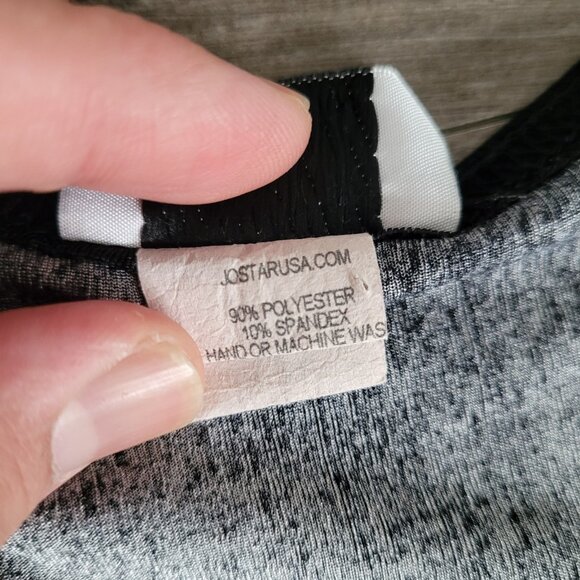 JOSTARUSA.COM
90% POLYESTER
10% SPANDEX
HAND OR MACHINE WAS